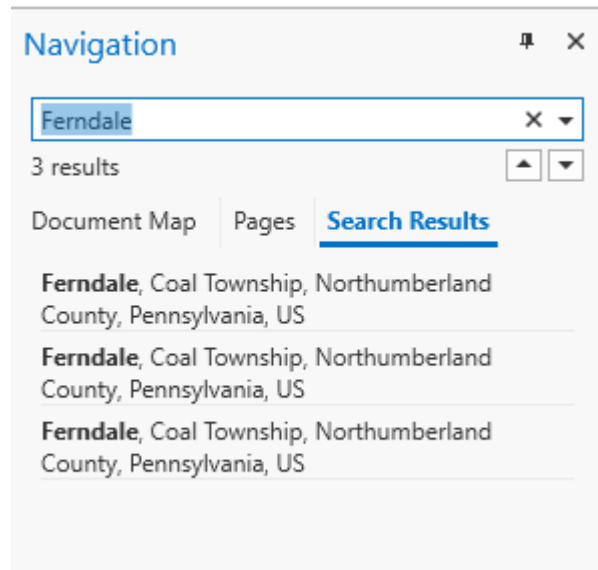 Navigation
Ferndale
3 results
Document Map Pages Search Results
Ferndale, Coal Township, Northumberland
County, Pennsylvania, US
Ferndale, Coal Township, Northumberland
County, Pennsylvania, US
Ferndale, Coal Township, Northumberland
County, Pennsylvania, US